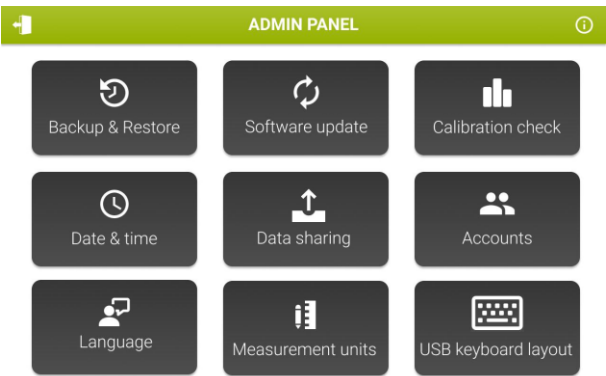 ADMIN PANEL
Backup & Restore
Software update
Calibration check
Date & time
Data sharing
Accounts
Language
Measurement units
USB keyboard layout